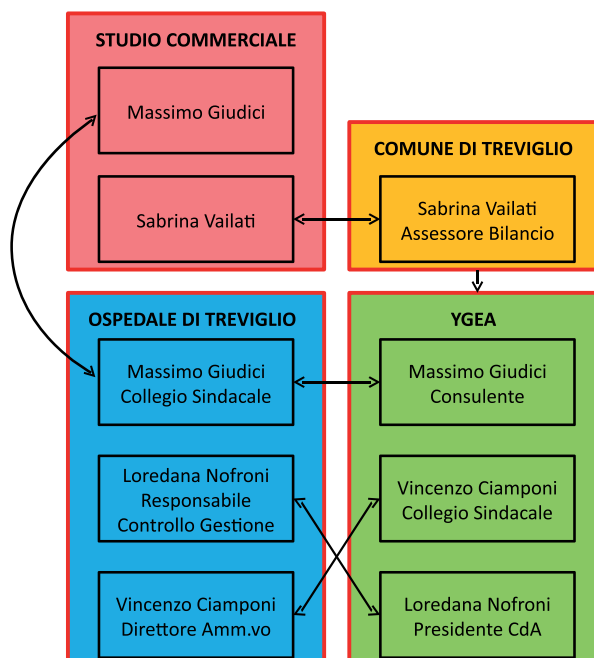 STUDIO COMMERCIALE
Massimo Giudici
Sabrina Vailati
COMUNE DI TREVIGLIO
Sabrina Vailati
Assessore Bilancio
OSPEDALE DI TREVIGLIO
Massimo Giudici
Collegio Sindacale
Loredana Nofroni
Responsabile
Controllo Gestione
Vincenzo Ciamponi
Direttore Amm.vo
YGEA
Massimo Giudici
Consulente
Vincenzo Ciamponi
Collegio Sindacale
Loredana Nofroni
Presidente CdA